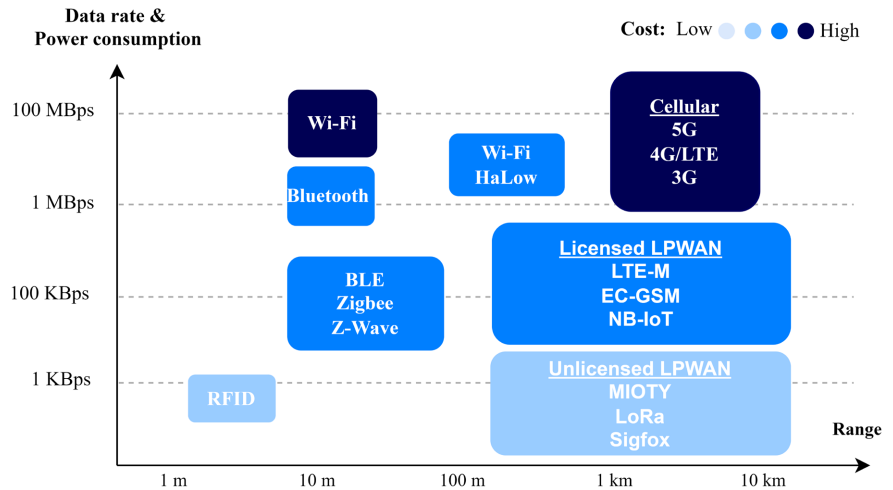 Data rate &
Power consumption
Cost: Low High
100 MBps
Wi-Fi
Cellular
5G
4G/LTE
3G
Wi-Fi
HaLow
Bluetooth
1 MBps
Licensed LPWAN
LTE-M
EC-GSM
NB-IoT
BLE
Zigbee
Z-Wave
100 KBps
1 KBps
RFID
Unlicensed LPWAN
MIOTY
LoRa
Sigfox
Range
1 m 10 m 100 m 1 km 10 km